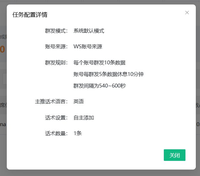 任务配置详情
群发模式: 系统默认模式
账号来源: WS账号来源
群发规则: 每个账号群发10条数据
账号每群发5条数据休息10分钟
群发间隔为540~600秒
主题话术语言: 英语
话术设置: 自主添加
话术数量: 1条
关闭